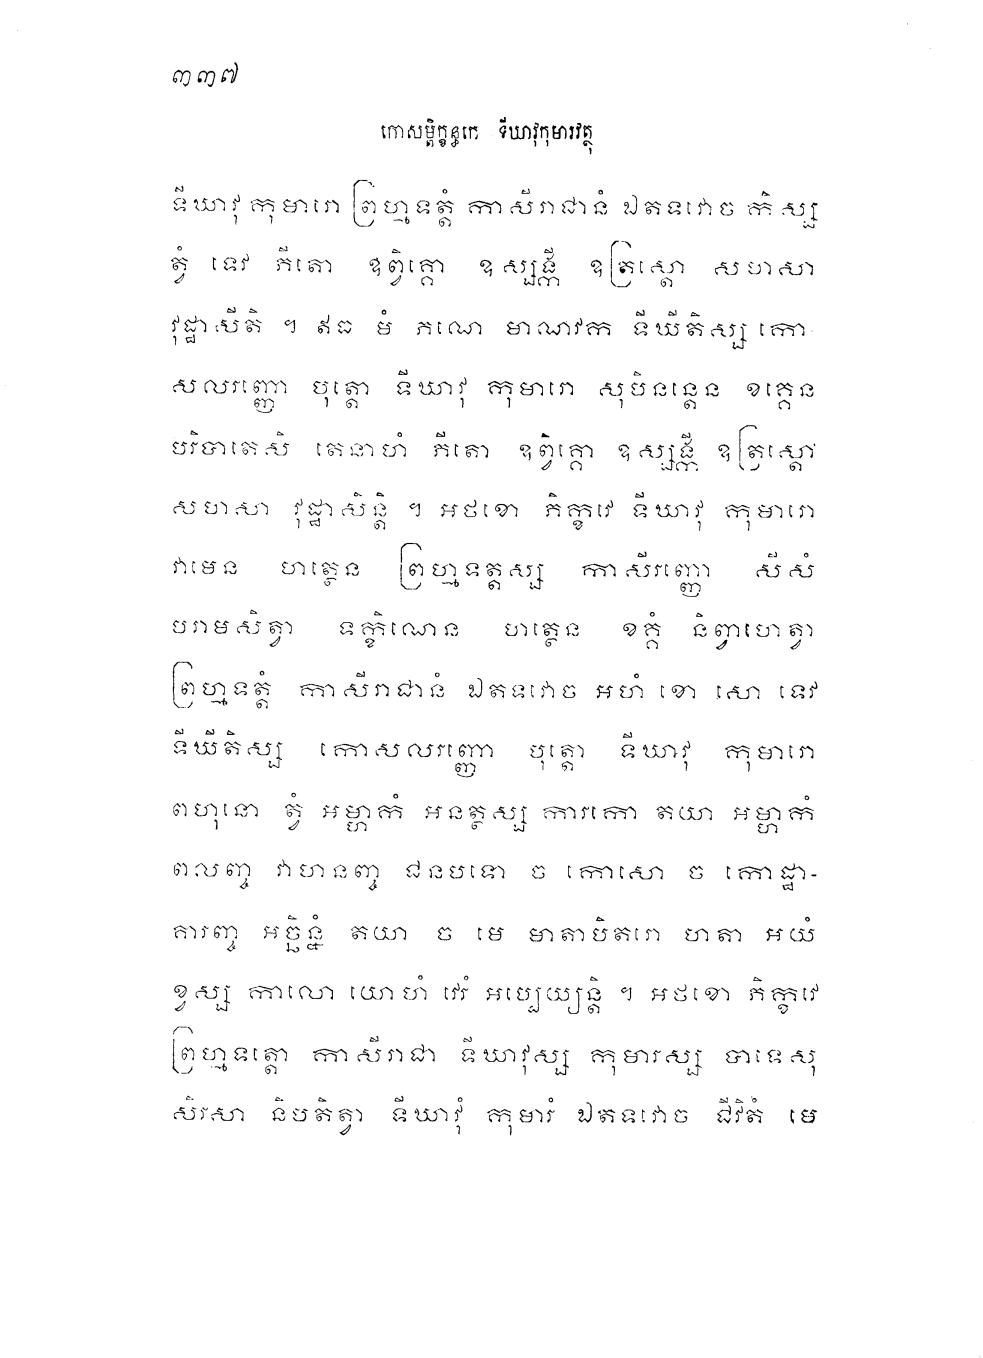 ៣៣៧
កោសម្ពិក្ខន្ធកេ ទីឃាវុកុមារវត្ថុ
ទីឃាវុ កុមារោ ព្រហ្មទត្តំ កាសីរាជានំ ឯតទវោច កិស្ស
ត្វំ ទេវ ភីតោ ឧព្វិគ្គោ ឧស្សង្កី ឧត្រស្តោ សហសា
វុដ្ឋាសីតិ ។ ឥធ មំ ភណេ មាណវក ទីឃីតិស្ស កោ-
សលរញ្ញោ បុត្តោ ទីឃាវុ កុមារោ សុបិនន្តេន ខគ្គេន
បរិបាតេសិ តេនាហំ ភីតោ ឧព្វិគ្គោ ឧស្សង្កី ឧត្រស្តោ
សហសា វុដ្ឋាសិន្តិ ។ អថខោ ភិក្ខវេ ទីឃាវុ កុមារោ
វាមេន ហត្ថេន ព្រហ្មទត្តស្ស កាសីរញ្ញោ សីសំ
បរាមសិត្វា ទក្ខិណេន ហត្ថេន ខគ្គំ និព្វាហេត្វា
ព្រហ្មទត្តំ កាសីរាជានំ ឯតទវោច អហំ ខោ សោ ទេវ
ទីឃីតិស្ស កោសលរញ្ញោ បុត្តោ ទីឃាវុ កុមារោ
ពហុនោ ត្វំ អម្ហាកំ អនត្ថស្ស ការកោ តយា អម្ហាកំ
ពលញ្ច វាហនញ្ច ជនបទោ ច កោសោ ច កោដ្ឋា-
គារញ្ច អច្ឆិន្នំ តយា ច មេ មាតាបិតរោ ហតា អយំ
ខ្វស្ស កាលោ យោហំ វេរំ អប្បេយ្យន្តិ ។ អថខោ ភិក្ខវេ
ព្រហ្មទត្តោ កាសីរាជា ទីឃាវុស្ស កុមារស្ស បាទេសុ
សិរសា និបតិត្វា ទីឃាវុំ កុមារំ ឯតទវោច ជីវិតំ មេ